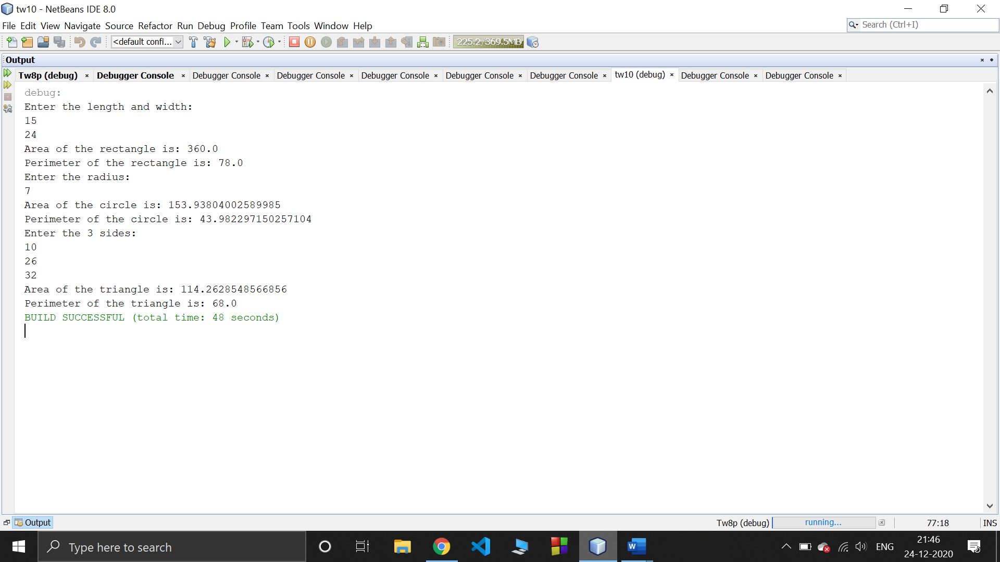 tw10 - NetBeans IDE 8.0
File Edit View Navigate Source Refactor Run Debug Profile Team Tools Window Help
Search (Ctrl+I)
<default confi...
225.2/369.5MB
Output
Tw8p (debug) Debugger Console Debugger Console Debugger Console Debugger Console Debugger Console Debugger Console tw10 (debug) Debugger Console Debugger Console
debug:
Enter the length and width:
15
24
Area of the rectangle is: 360.0
Perimeter of the rectangle is: 78.0
Enter the radius:
7
Area of the circle is: 153.93804002589985
Perimeter of the circle is: 43.982297150257104
Enter the 3 sides:
10
26
32
Area of the triangle is: 114.2628548566856
Perimeter of the triangle is: 68.0
BUILD SUCCESSFUL (total time: 48 seconds)
Output
Tw8p (debug) running... 77:18 INS
Type here to search
ENG
21:46
24-12-2020